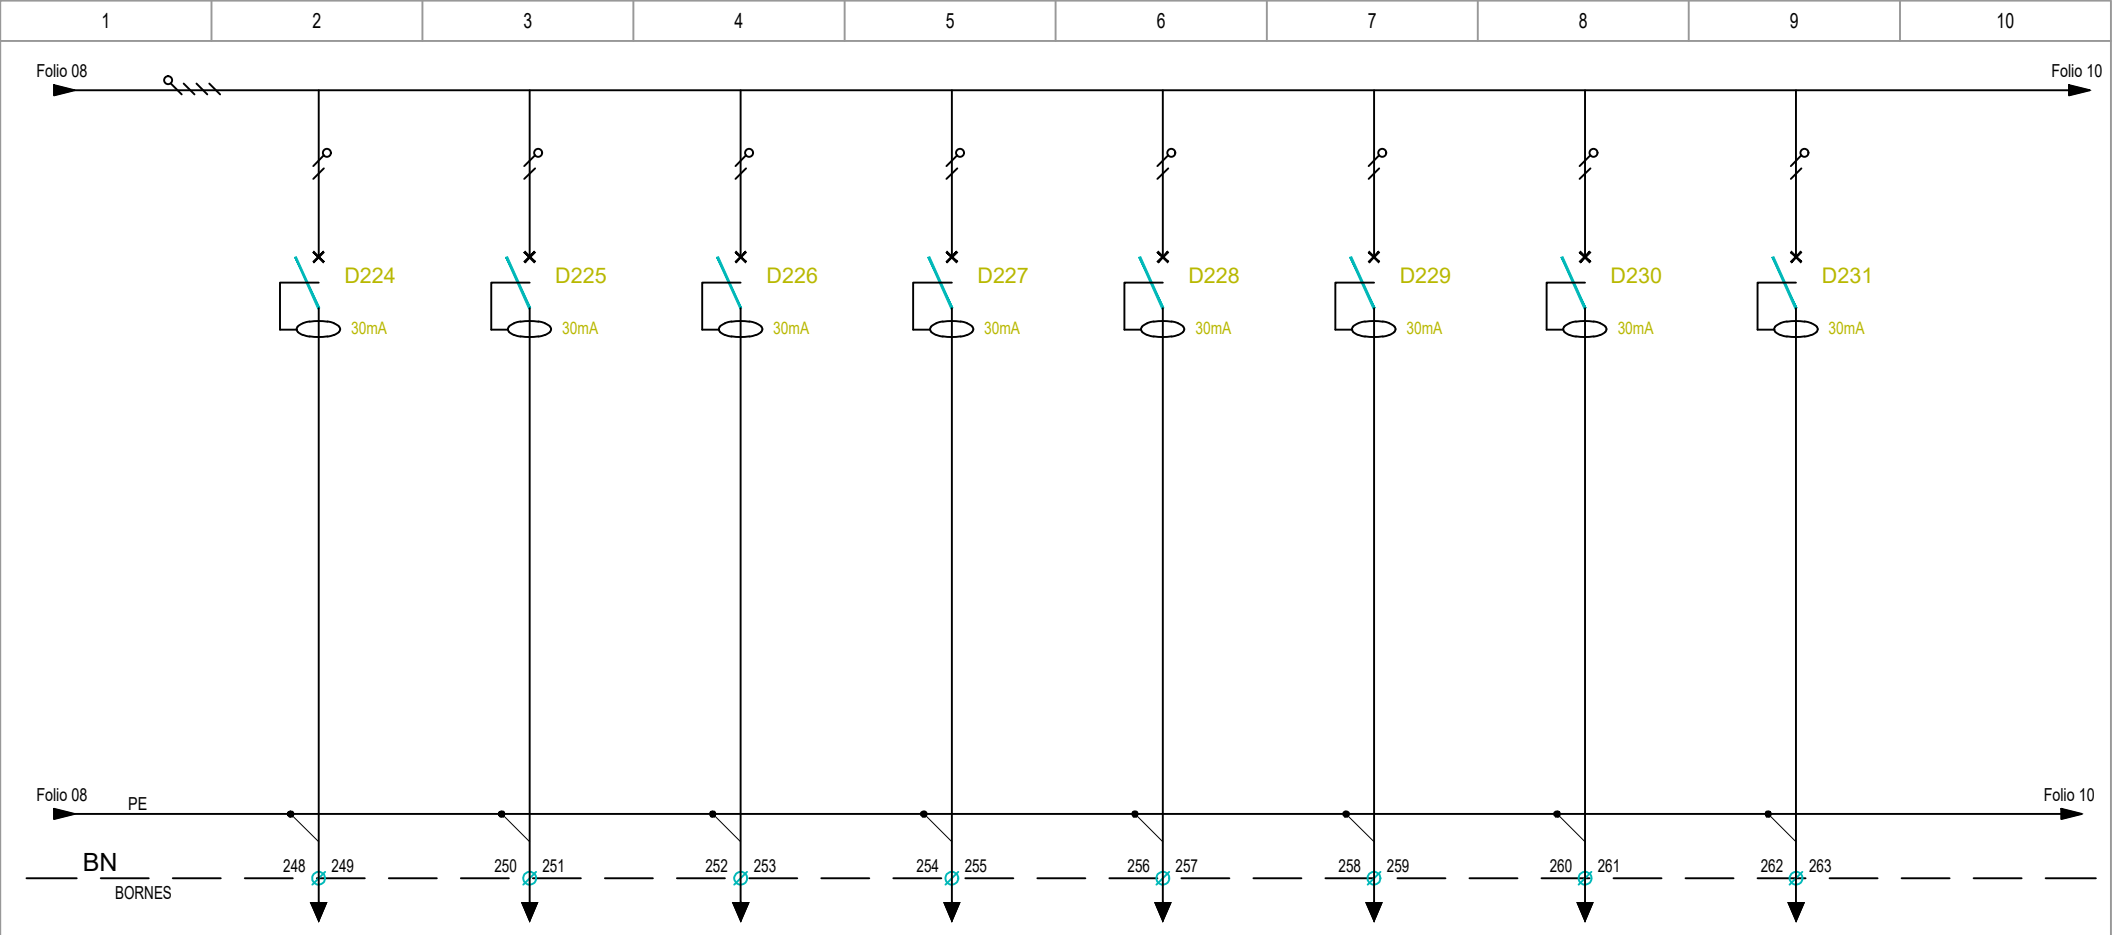 1 2 3 4 5 6 7 8 9 10
Folio 08 Folio 10
D224 D225 D226 D227 D228 D229 D230 D231
30mA 30mA 30mA 30mA 30mA 30mA 30mA 30mA
Folio 08 PE Folio 10
BN 248 249 250 251 252 253 254 255 256 257 258 259 260 261 262 263
BORNES